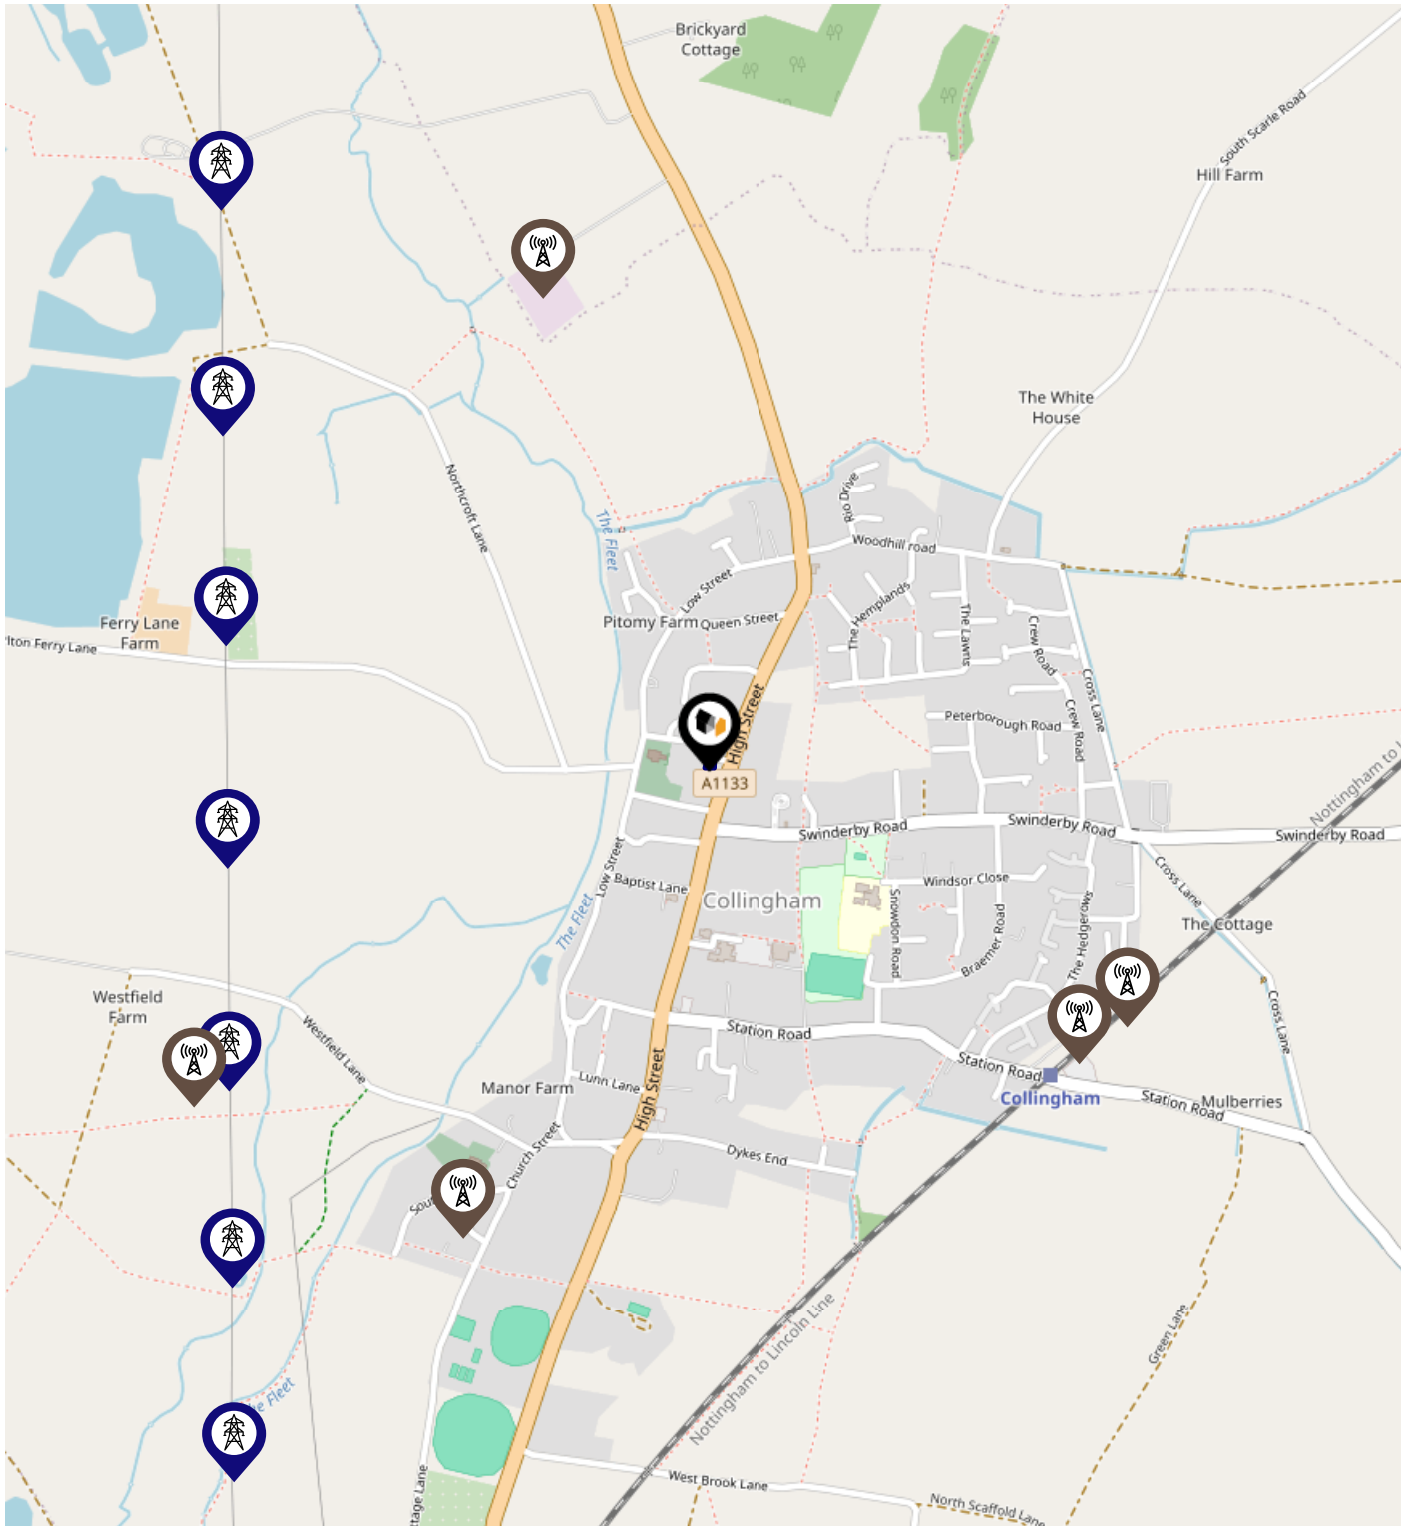 Brickyard
Cottage
South Scarle Road
Hill Farm
The White
House
Northcroft Lane
Rio Drive
The Fleet
Woodhill road
Low Street
The Hemplands
Ferry Lane
Farm
Pitomy Farm
Queen Street
The Lawns
Crew Road
lton Ferry Lane
Cross Lane
High Street
Peterborough Road
Crew Road
Nottingham to L
A1133
Swinderby Road
Swinderby Road
Swinderby Road
Low Street
Baptist Lane
Windsor Close
Cross Lane
Collingham
Snowdon Road
The Fleet
Braemer Road
The Hedgerows
The Cottage
Westfield
Farm
Westfield Lane
Station Road
Cross Lane
High Street
Station Road
Manor Farm
Lunn Lane
Collingham
Station Road
Mulberries
Church Street
Dykes End
Sou
Nottingham to Lincoln Line
Green Lane
he Fleet
ttage Lane
West Brook Lane
North Scaffold Lane